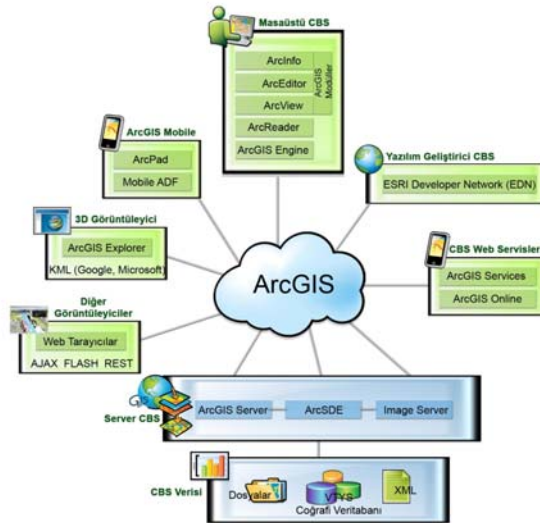 Masaüstü CBS
ArcInfo
ArcEditor
ArcView
ArcGIS
Modüller
ArcReader
ArcGIS Engine
ArcGIS Mobile
ArcPad
Mobile ADF
Yazılım Geliştirici CBS
ESRI Developer Network (EDN)
3D Görüntüleyici
ArcGIS Explorer
KML (Google, Microsoft)
CBS Web Servisler
ArcGIS Services
ArcGIS Online
ArcGIS
Diğer
Görüntüleyiciler
Web Tarayıcılar
AJAX FLASH REST
Server CBS
ArcGIS Server
ArcSDE
Image Server
CBS Verisi
Dosyalar
VTYS
XML
Coğrafi Veritabanı